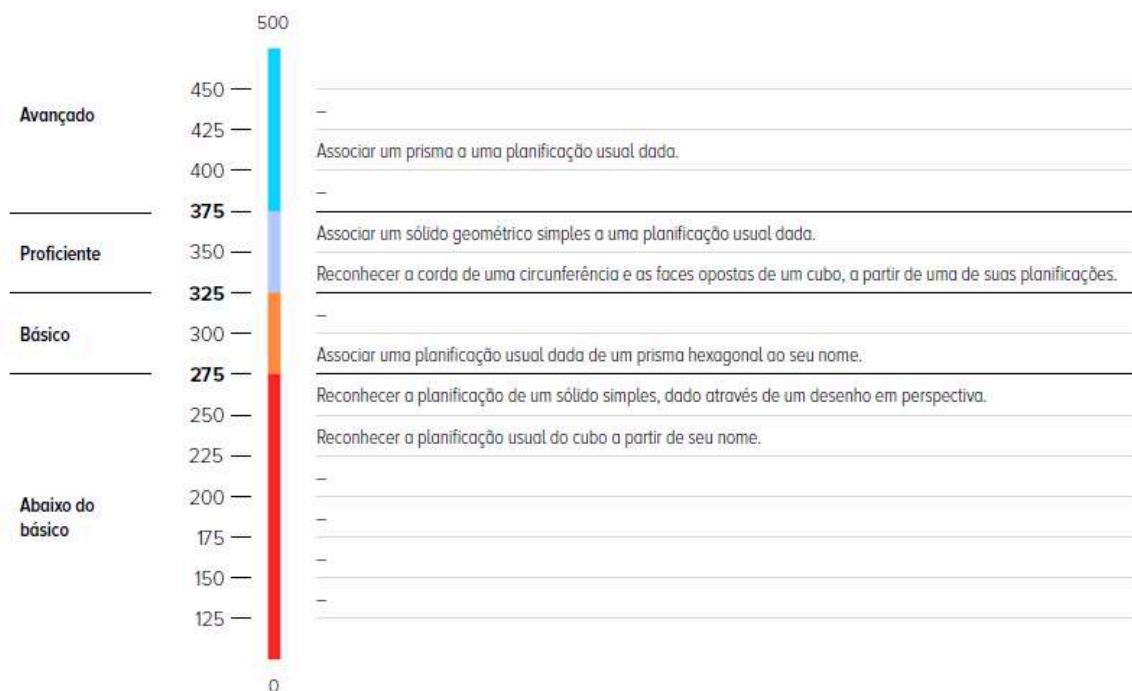 500
450
–
Avançado
425
Associar um prisma a uma planificação usual dada.
400
–
375
Associar um sólido geométrico simples a uma planificação usual dada.
Proficiente
350
Reconhecer a corda de uma circunferência e as faces opostas de um cubo, a partir de uma de suas planificações.
325
–
Básico
300
Associar uma planificação usual dada de um prisma hexagonal ao seu nome.
275
Reconhecer a planificação de um sólido simples, dado através de um desenho em perspectiva.
250
Reconhecer a planificação usual do cubo a partir de seu nome.
225
–
200
Abaixo do
básico
–
175
–
150
–
125
0